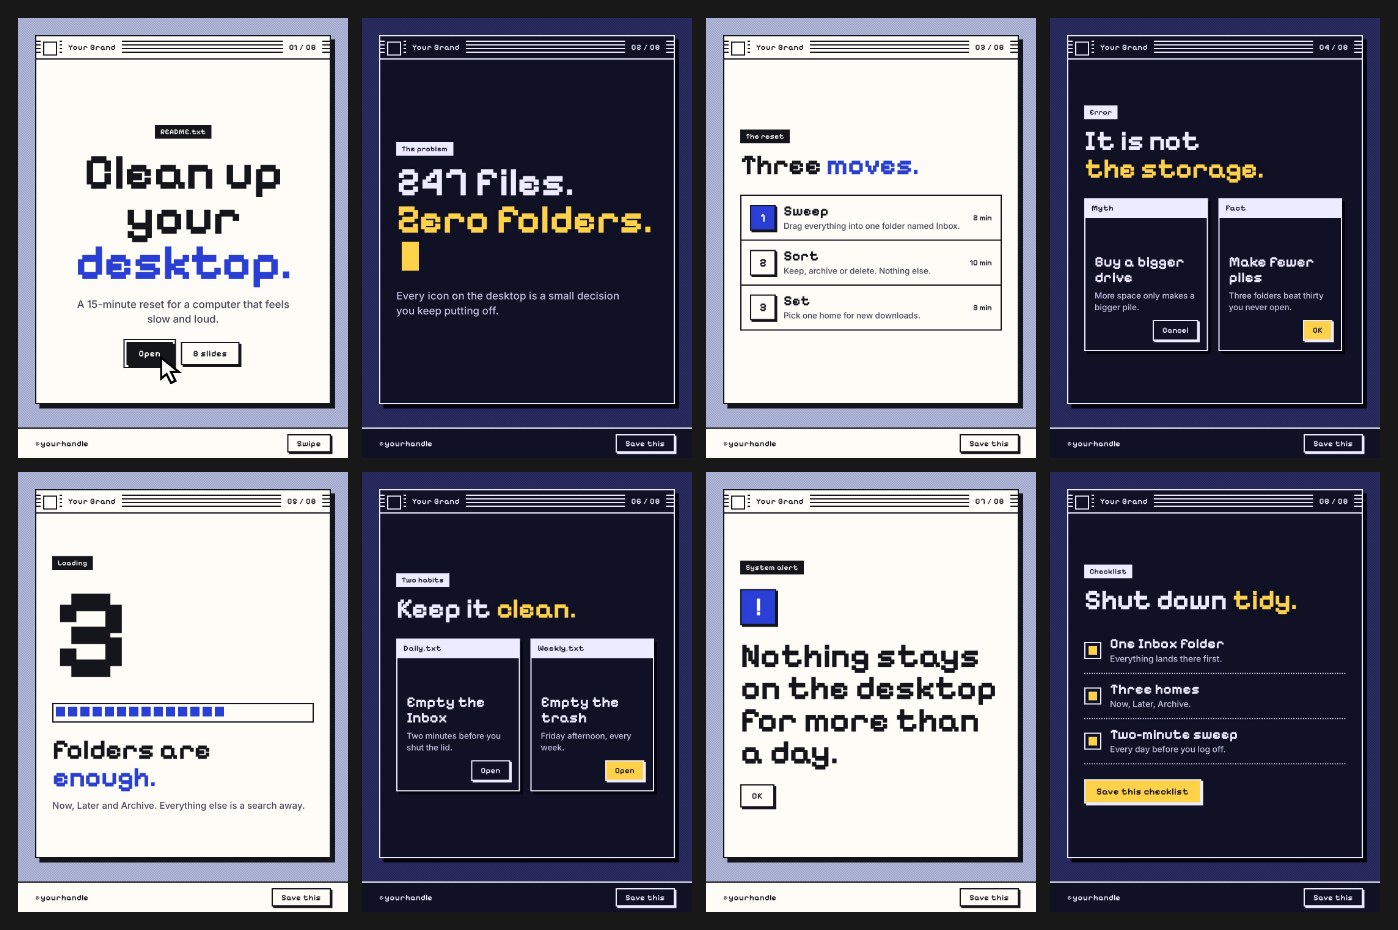 Your Brand
01 / 08
README.txt
Clean up
your
desktop.
A 15-minute reset for a computer that feels
slow and loud.
Open
8 slides
@yourhandle
Swipe
Your Brand
02 / 08
The problem
247 files.
Zero folders.
Every icon on the desktop is a small decision
you keep putting off.
@yourhandle
Save this
Your Brand
03 / 08
The reset
Three moves.
1
Sweep
Drag everything into one folder named Inbox.
2 min
2
Sort
Keep, archive or delete. Nothing else.
10 min
3
Set
Pick one home for new downloads.
3 min
@yourhandle
Save this
Your Brand
04 / 08
Error
It is not
the storage.
Myth
Buy a bigger
drive
More space only makes a
bigger pile.
Cancel
Fact
Make fewer
piles
Three folders beat thirty
you never open.
OK
@yourhandle
Save this
Your Brand
05 / 08
Loading
3
folders are
enough.
Now, Later and Archive. Everything else is a search away.
@yourhandle
Save this
Your Brand
06 / 08
Two habits
Keep it clean.
Daily.txt
Empty the
Inbox
Two minutes before you
shut the lid.
Open
Weekly.txt
Empty the
trash
Friday afternoon, every
week.
Open
@yourhandle
Save this
Your Brand
07 / 08
System alert
!
Nothing stays
on the desktop
for more than
a day.
OK
@yourhandle
Save this
Your Brand
08 / 08
Checklist
Shut down tidy.
One Inbox folder
Everything lands there first.
Three homes
Now, Later, Archive.
Two-minute sweep
Every day before you log off.
Save this checklist
@yourhandle
Save this